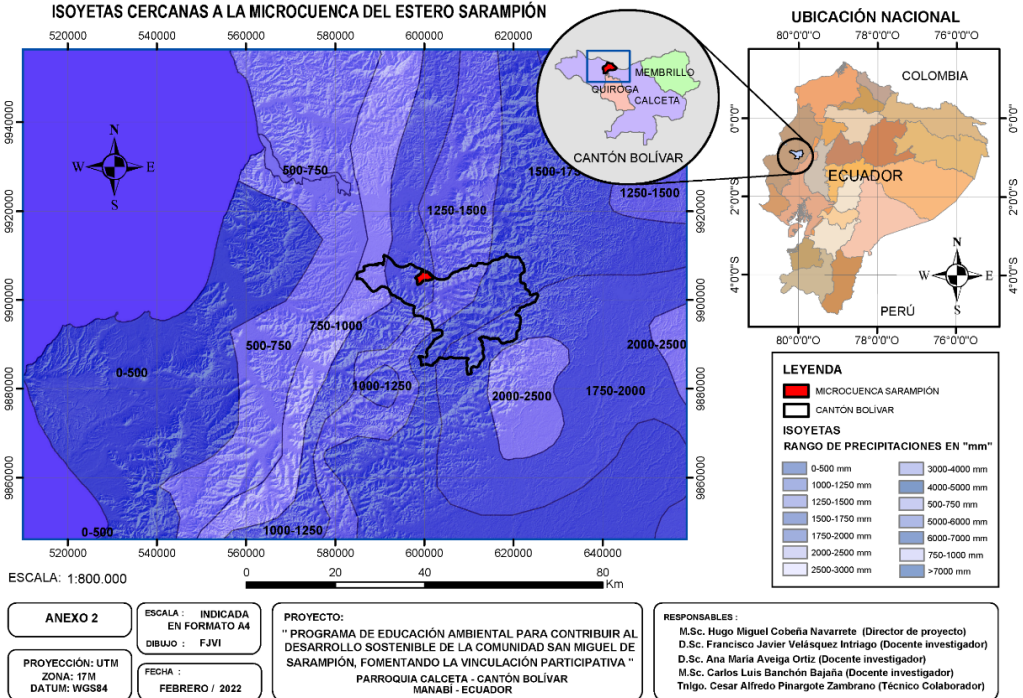 ISOYETAS CERCANAS A LA MICROCUENCA DEL ESTERO SARAMPIÓN
520000 540000 560000 580000 600000 620000
9940000
9920000
9900000
9880000
9860000
N
W E
S
500-750
1250-1500
1500-175
1250-1500
9920000
9900000
9880000
9860000
750-1000
500-750
0-500
1000-1250
2000-2500
2000-2500
1750-2000
0-500
1000-1250
520000 540000 560000 580000 600000 620000 640000
MEMBRILLO
QUIROGA
CALCETA
CANTÓN BOLÍVAR
UBICACIÓN NACIONAL
80°0'0"W 78°0'0"W 76°0'0"W
COLOMBIA
0°0'0"
2°0'0"S
4°0'0"S
ECUADOR
PERÚ
N
W E
S
0°0'0"
2°0'0"S
4°0'0"S
80°0'0"W 78°0'0"W 76°0'0"W
LEYENDA
MICROCUENCA SARAMPIÓN
CANTÓN BOLÍVAR
ISOYETAS
RANGO DE PRECIPITACIONES EN "mm"
0-500 mm
1000-1250 mm
1250-1500 mm
1500-1750 mm
1750-2000 mm
2000-2500 mm
2500-3000 mm
3000-4000 mm
4000-5000 mm
500-750 mm
5000-6000 mm
6000-7000 mm
750-1000 mm
>7000 mm
ESCALA: 1:800.000
0 20 40 80
Km
ANEXO 2
PROYECCIÓN: UTM
ZONA: 17M
DATUM: WGS84
ESCALA : INDICADA
EN FORMATO A4
DIBUJO : FJVI
FECHA :
FEBRERO / 2022
PROYECTO:
" PROGRAMA DE EDUCACIÓN AMBIENTAL PARA CONTRIBUIR AL
DESARROLLO SOSTENIBLE DE LA COMUNIDAD SAN MIGUEL DE
SARAMPIÓN, FOMENTANDO LA VINCULACIÓN PARTICIPATIVA "
PARROQUIA CALCETA - CANTÓN BOLÍVAR
MANABÍ - ECUADOR
RESPONSABLES :
M.Sc. Hugo Miguel Cobeña Navarrete (Director de proyecto)
D.Sc. Francisco Javier Velásquez Intriago (Docente investigador)
D.Sc. Ana María Aveiga Ortiz (Docente investigador)
M.Sc. Carlos Luis Banchón Bajaña (Docente investigador)
Tnlgo. Cesar Alfredo Pinargote Zambrano (Técnico Colaborador)